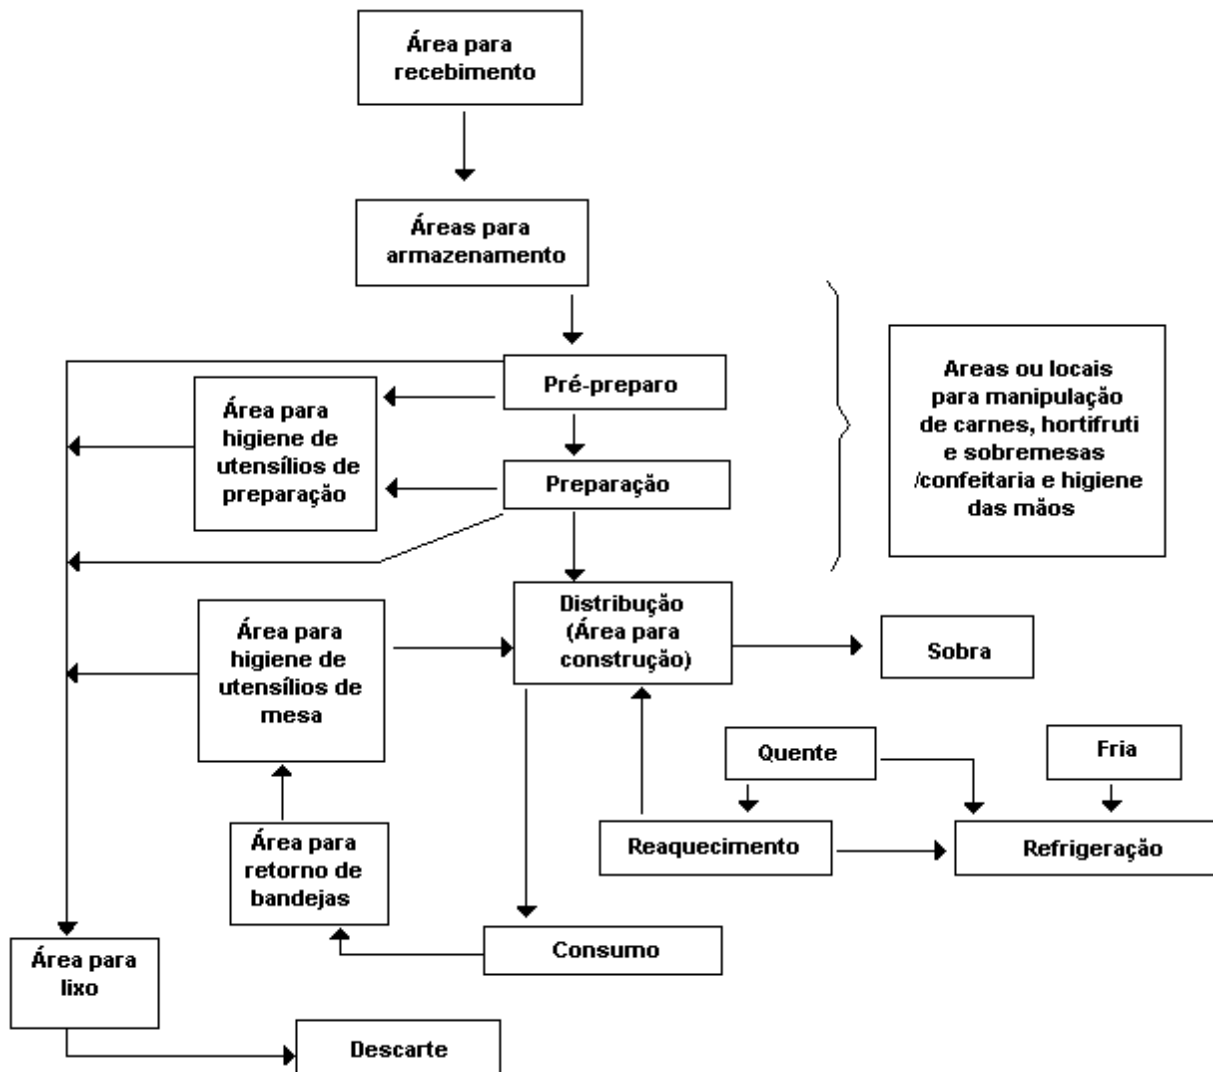 Área para
recebimento
Áreas para
armazenamento
Pré-preparo
Área para
higiene de
utensílios de
preparação
Preparação
Areas ou locais
para manipulação
de carnes, hortifruti
e sobremesas
/confeitaria e higiene
das mãos
Distribução
(Área para
construção)
Sobra
Área para
higiene de
utensílios de
mesa
Quente
Fria
Reaquecimento
Refrigeração
Área para
retorno de
bandejas
Consumo
Área para
lixo
Descarte